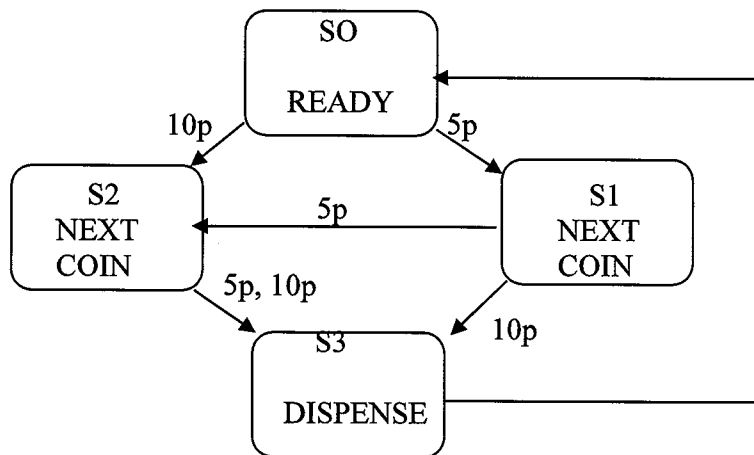 SO
READY
10p
5p
S2
NEXT
COIN
5p
S1
NEXT
COIN
5p, 10p
10p
S3
DISPENSE